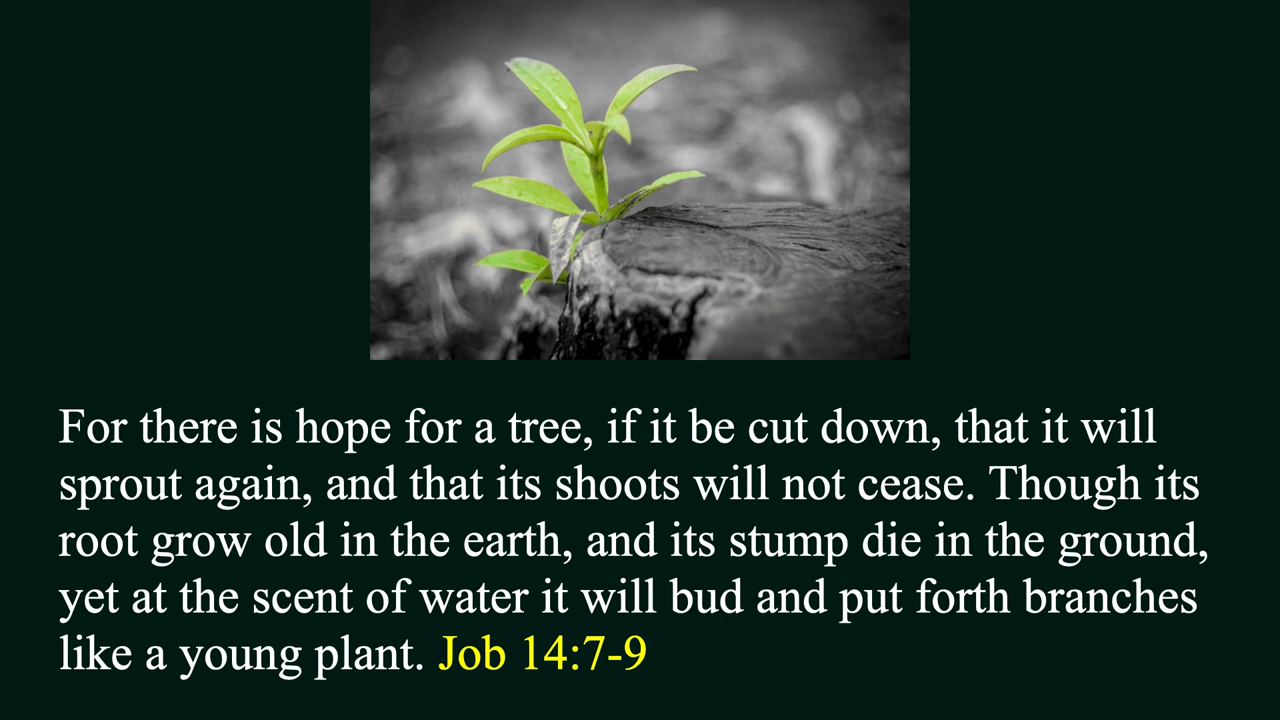 For there is hope for a tree, if it be cut down, that it will
sprout again, and that its shoots will not cease. Though its
root grow old in the earth, and its stump die in the ground,
yet at the scent of water it will bud and put forth branches
like a young plant. Job 14:7-9